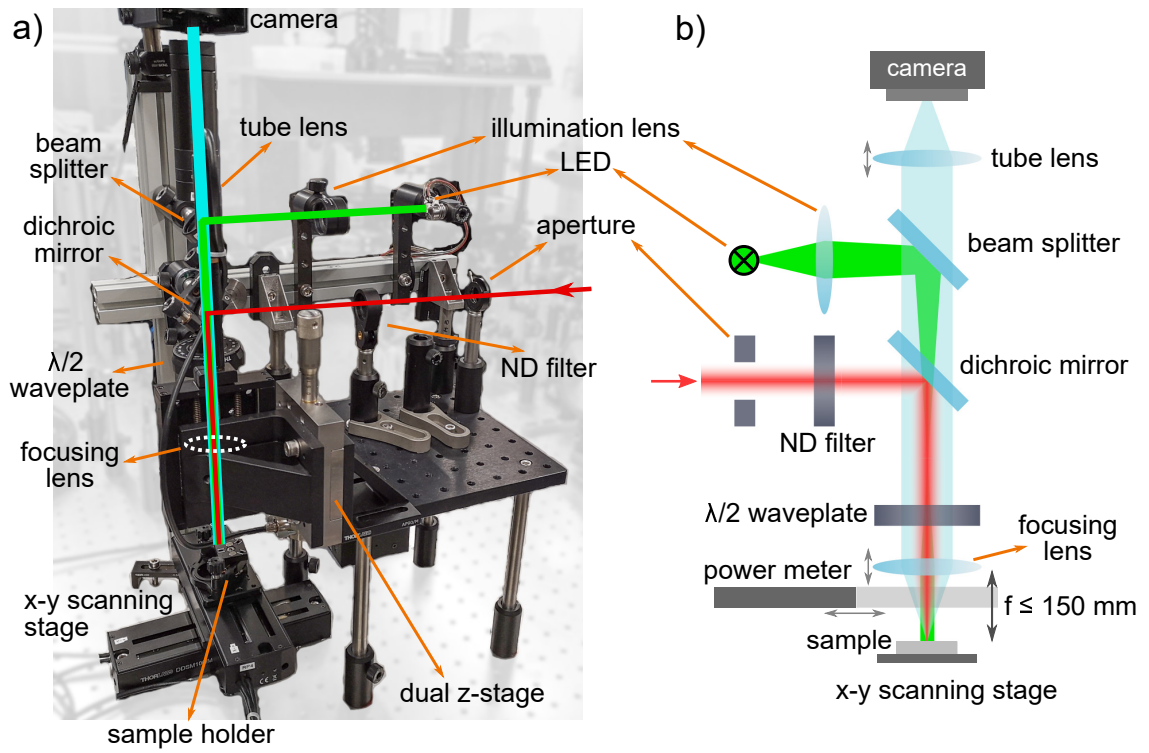 a)
camera
tube lens
beam
splitter
dichroic
mirror
illumination lens
LED
aperture
ND filter
λ/2
waveplate
focusing
lens
x-y scanning
stage
dual z-stage
sample holder
THORLABS
DDSM100/M
b)
camera
tube lens
beam splitter
dichroic mirror
ND filter
λ/2 waveplate
focusing
lens
power meter
f ≤ 150 mm
sample
x-y scanning stage